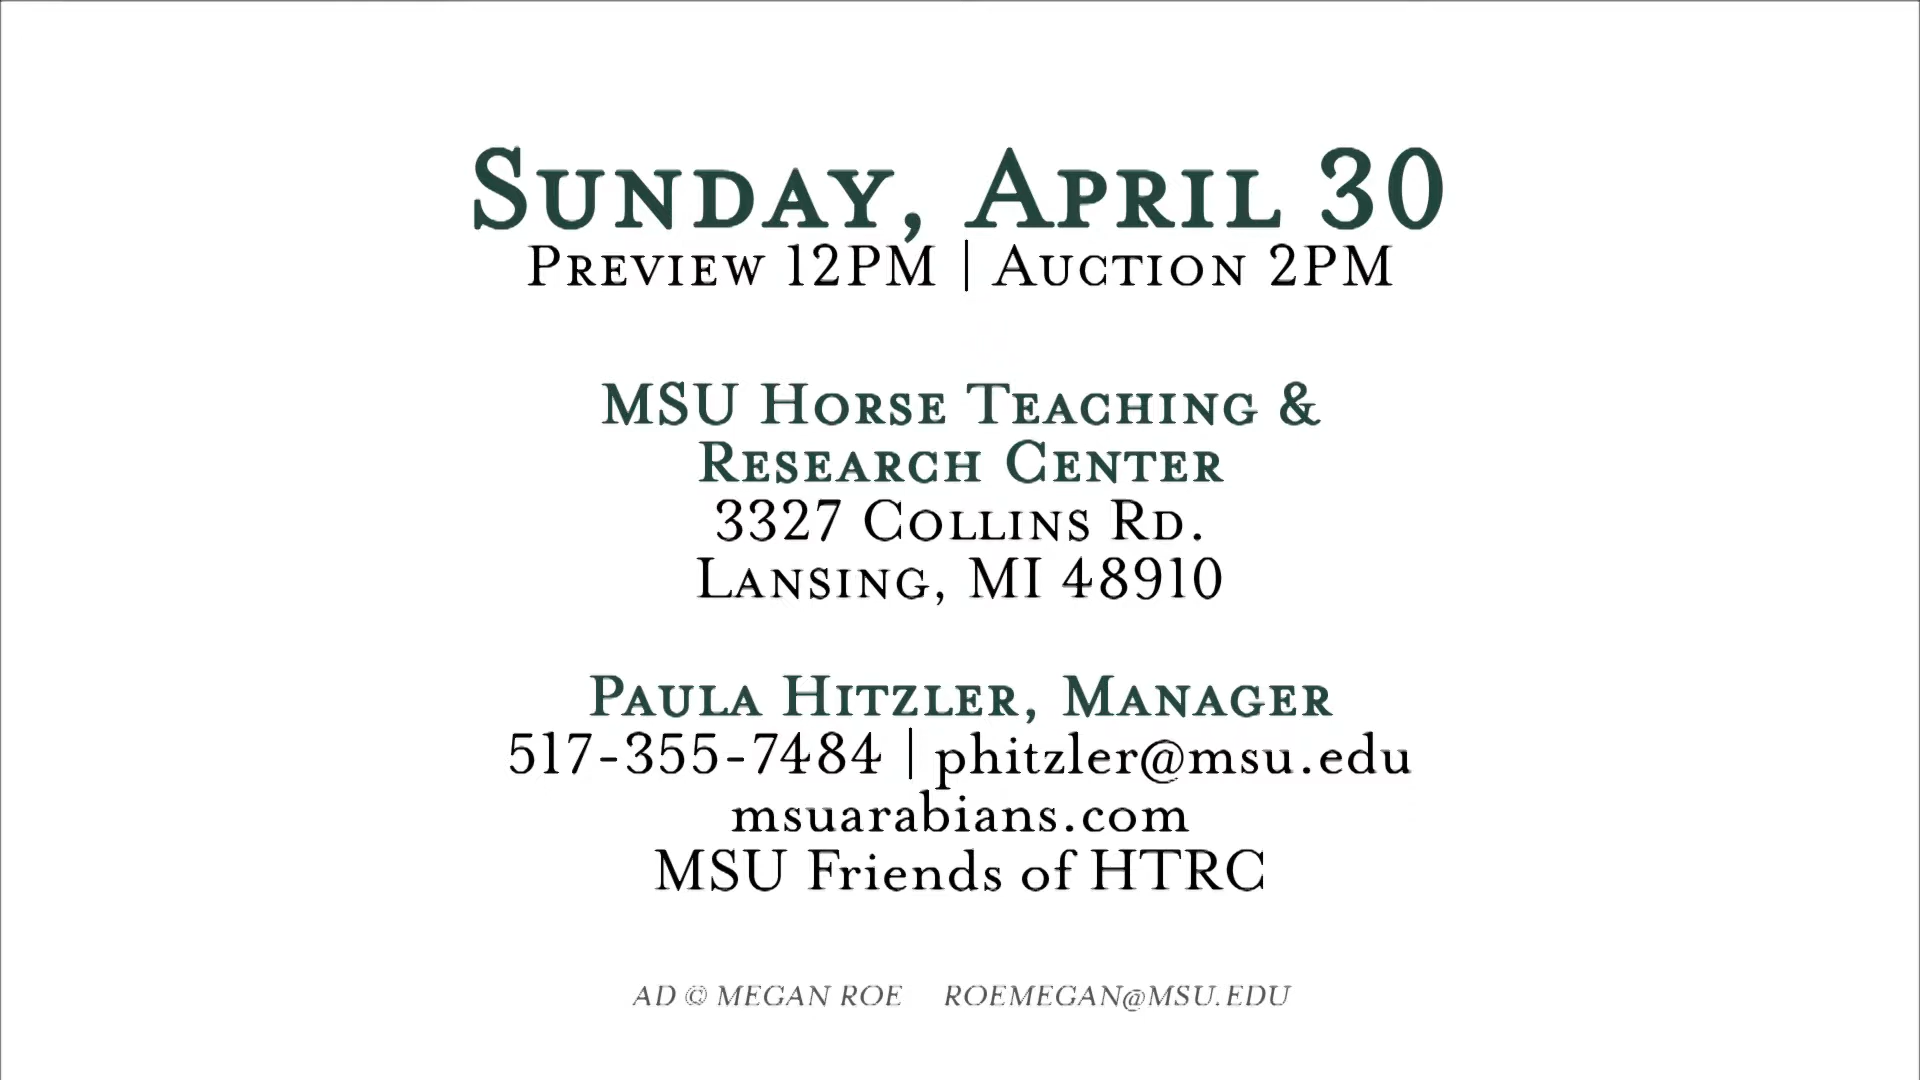 Sunday, April 30
Preview 12PM | Auction 2PM
MSU Horse Teaching &
Research Center
3327 Collins Rd.
Lansing, MI 48910
Paula Hitzler, Manager
517-355-7484 | phitzler@msu.edu
msuarabians.com
MSU Friends of HTRC
AD © MEGAN ROE ROEMEGAN@MSU.EDU